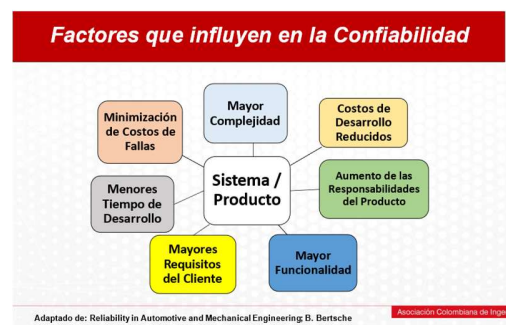 Factores que influyen en la Confiabilidad
Mayor
Complejidad
Costos de
Desarrollo
Reducidos
Aumento de las
Responsabilidades
del Producto
Mayor
Funcionalidad
Mayores
Requisitos
del Cliente
Menores
Tiempo de
Desarrollo
Minimización
de Costos de
Fallas
Sistema /
Producto
Adaptado de: Reliability in Automotive and Mechanical Engineering; B. Bertsche
Asociación Colombiana de Inge